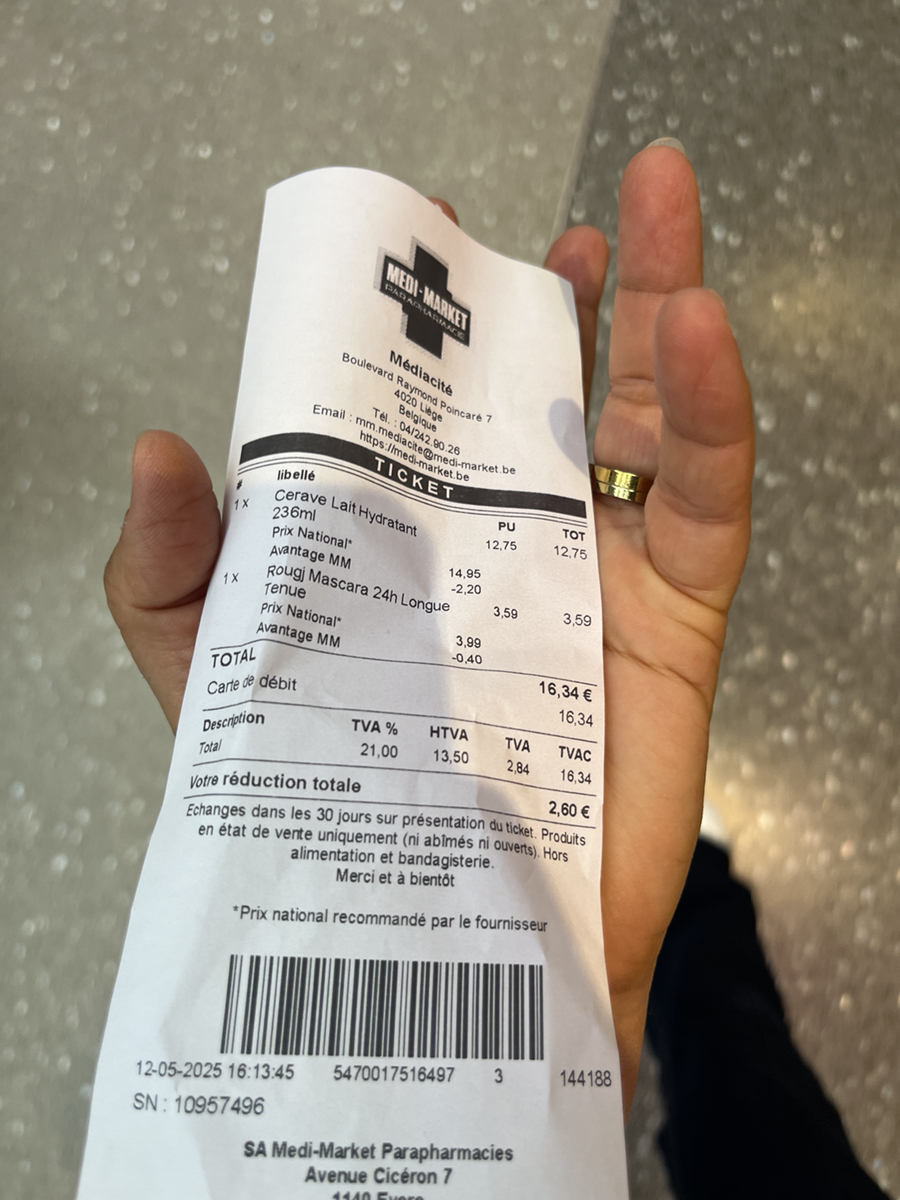 MEDI-MARKET
PARAPHARMACIE
Médiacité
Boulevard Raymond Poincaré 7
4020 Liège
Belgique
Tél. : 04/242.90.26
Email : mm.mediacite@medi-market.be
https://medi-market.be
TICKET
# libellé PU TOT
1 x Cerave Lait Hydratant 12,75 12,75
236ml
Prix National* 14,95
Avantage MM -2,20
1 x Rougj Mascara 24h Longue 3,59 3,59
Tenue
Prix National* 3,99
Avantage MM -0,40
TOTAL 16,34 €
Carte de débit 16,34
Description TVA % HTVA TVA TVAC
Total 21,00 13,50 2,84 16,34
Votre réduction totale 2,60 €
Echanges dans les 30 jours sur présentation du ticket. Produits
en état de vente uniquement (ni abîmés ni ouverts). Hors
alimentation et bandagisterie.
Merci et à bientôt
*Prix national recommandé par le fournisseur
12-05-2025 16:13:45 5470017516497 3 144188
SN : 10957496
SA Medi-Market Parapharmacies
Avenue Cicéron 7
1140 Evere